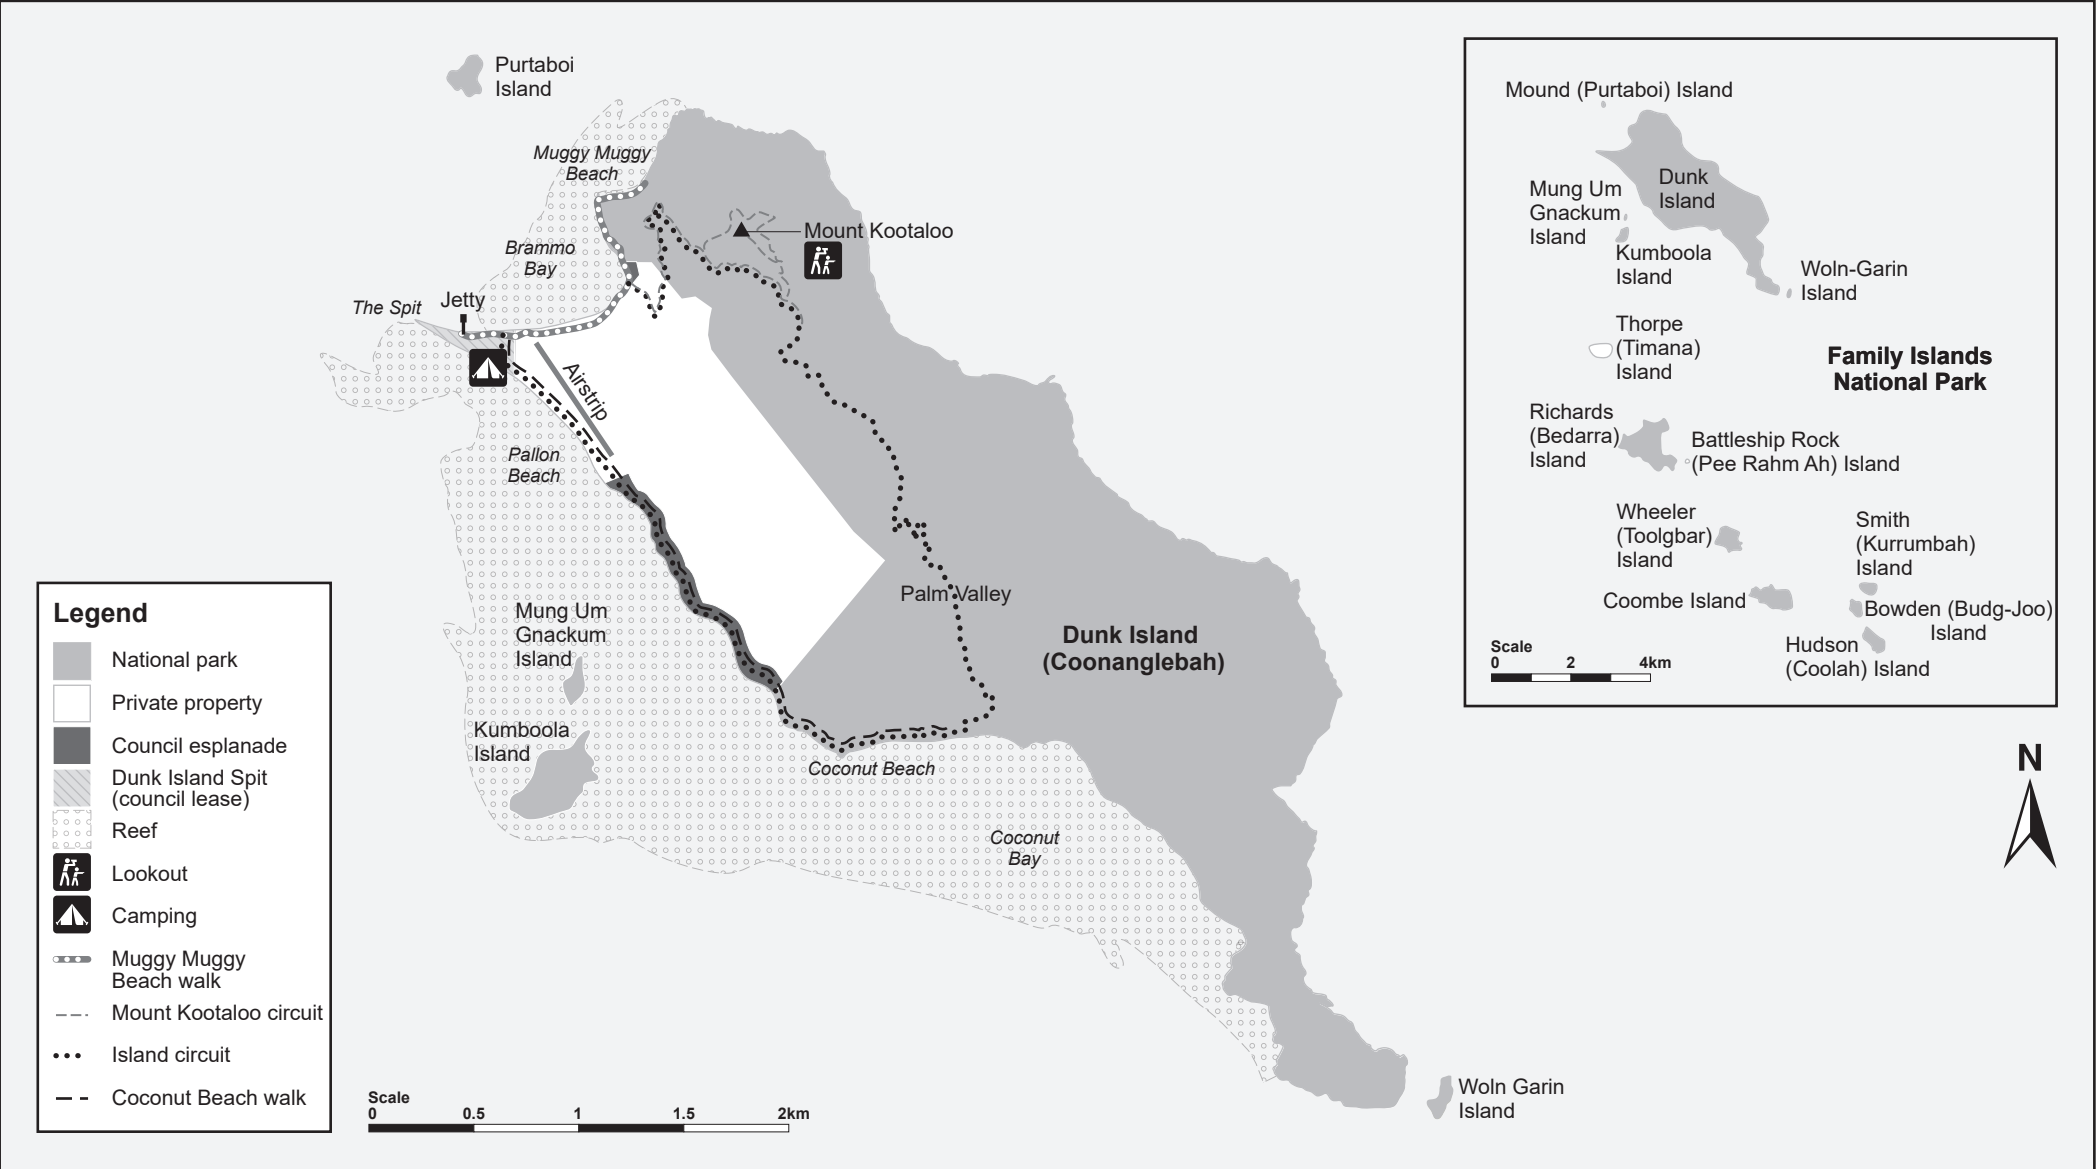 Purtaboi
Island
Muggy Muggy
Beach
Mount Kootaloo
Brammo
Bay
The Spit
Jetty
Airstrip
Pallon
Beach
Palm Valley
Mung Um
Gnackum
Island
Dunk Island
(Coonanglebah)
Kumboola
Island
Coconut Beach
Coconut
Bay
Woln Garin
Island
Legend
National park
Private property
Council esplanade
Dunk Island Spit
(council lease)
Reef
Lookout
Camping
Muggy Muggy
Beach walk
Mount Kootaloo circuit
Island circuit
Coconut Beach walk
Scale
0 0.5 1 1.5 2km
Mound (Purtaboi) Island
Dunk
Island
Mung Um
Gnackum
Island
Kumboola
Island
Woln-Garin
Island
Thorpe
(Timana)
Island
Family Islands
National Park
Richards
(Bedarra)
Island
Battleship Rock
(Pee Rahm Ah) Island
Wheeler
(Toolgbar)
Island
Smith
(Kurrumbah)
Island
Coombe Island
Bowden (Budg-Joo)
Island
Hudson
(Coolah) Island
Scale
0 2 4km
N